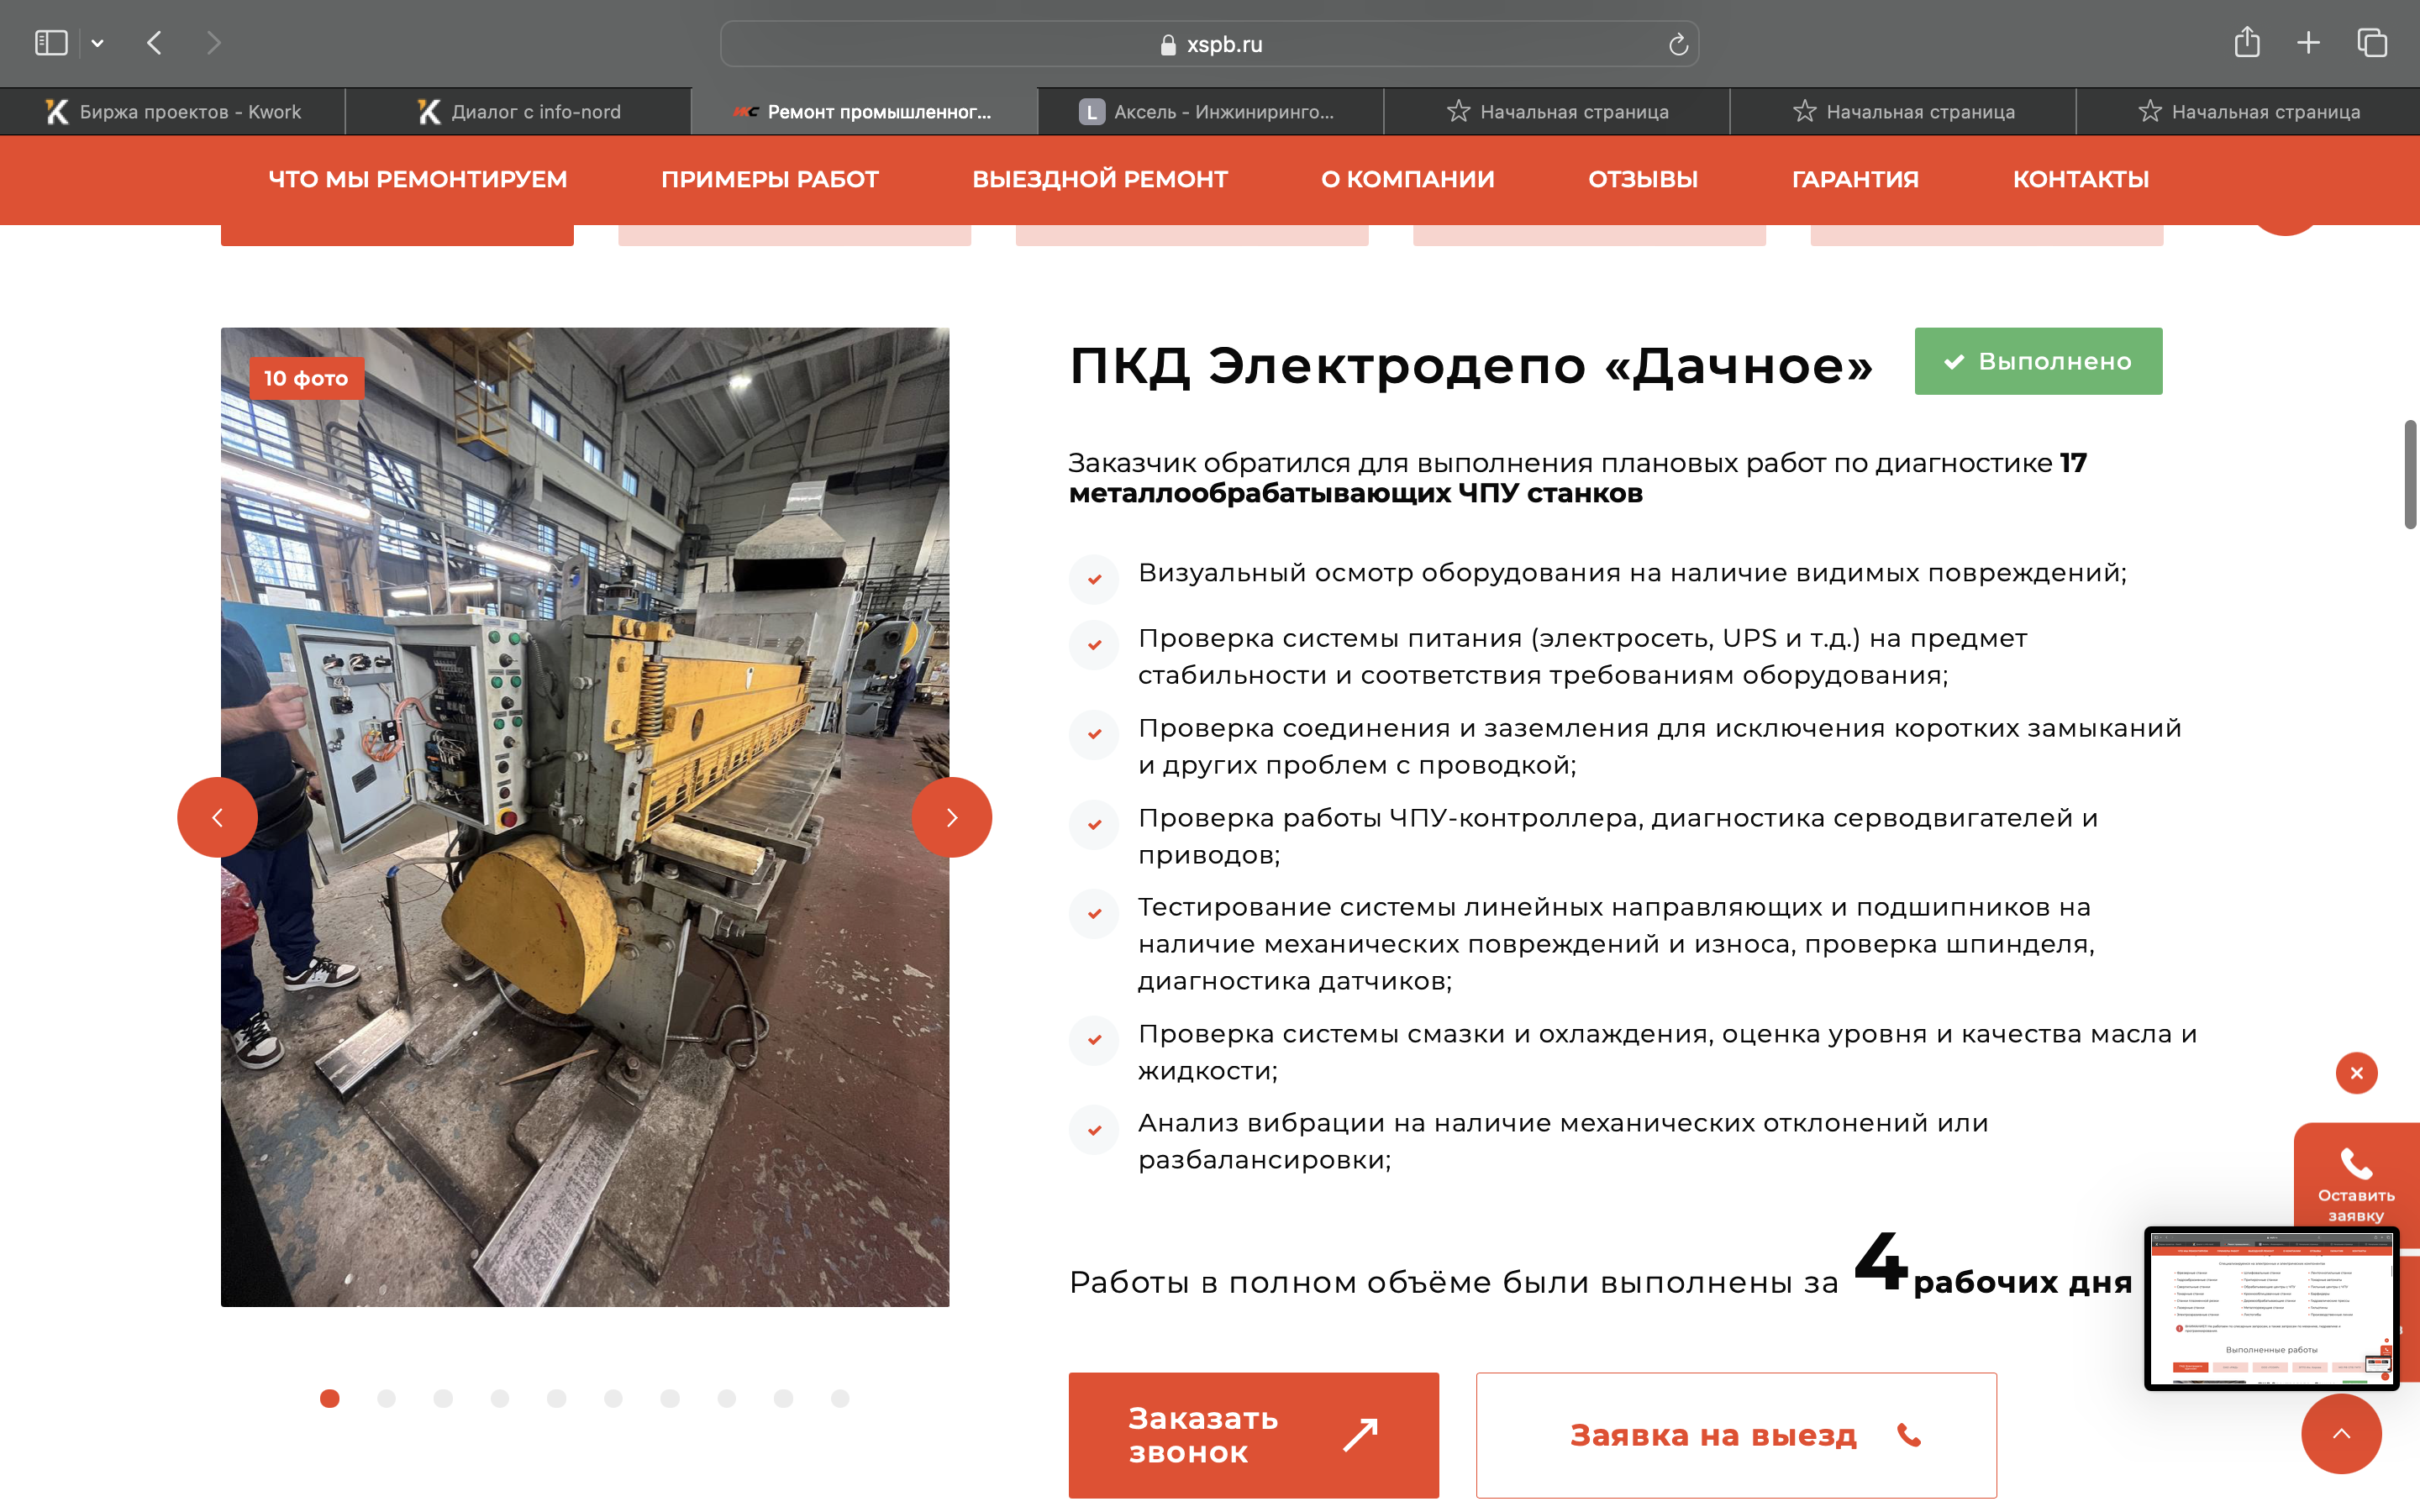 xspb.ru
Биржа проектов - Kwork
Диалог с info-nord
Ремонт промышленног...
L
Аксель - Инжиниринго...
Начальная страница
Начальная страница
Начальная страница
ЧТО МЫ РЕМОНТИРУЕМ
ПРИМЕРЫ РАБОТ
ВЫЕЗДНОЙ РЕМОНТ
О КОМПАНИИ
ОТЗЫВЫ
ГАРАНТИЯ
КОНТАКТЫ
10 фото
ПКД Электродепо «Дачное»
Выполнено
Заказчик обратился для выполнения плановых работ по диагностике 17
металлообрабатывающих ЧПУ станков
Визуальный осмотр оборудования на наличие видимых повреждений;
Проверка системы питания (электросеть, UPS и т.д.) на предмет
стабильности и соответствия требованиям оборудования;
Проверка соединения и заземления для исключения коротких замыканий
и других проблем с проводкой;
Проверка работы ЧПУ-контроллера, диагностика серводвигателей и
приводов;
Тестирование системы линейных направляющих и подшипников на
наличие механических повреждений и износа, проверка шпинделя,
диагностика датчиков;
Проверка системы смазки и охлаждения, оценка уровня и качества масла и
жидкости;
Анализ вибрации на наличие механических отклонений или
разбалансировки;
Работы в полном объёме были выполнены за 4 рабочих дня
Заказать
звонок
Заявка на выезд
Оставить
заявку
Выполненные работы